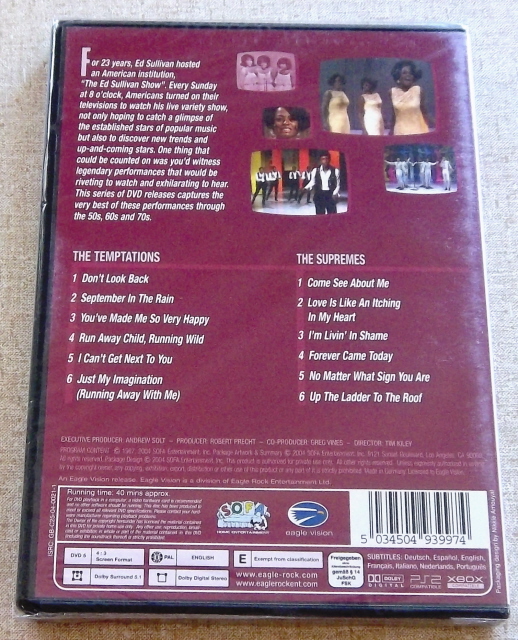 For 23 years, Ed Sullivan hosted
an American institution,
"The Ed Sullivan Show". Every Sunday
at 8 o'clock, Americans turned on their
televisions to watch his live variety show,
not only hoping to catch a glimpse of
the established stars of popular music
but also to discover new trends and
up-and-coming stars. One thing that
could be counted on was you'd witness
legendary performances that would be
riveting to watch and exhilarating to hear.
This series of DVD releases captures the
very best of these performances through
the 50s, 60s and 70s.
THE TEMPTATIONS
1 Don't Look Back
2 September In The Rain
3 You've Made Me So Very Happy
4 Run Away Child, Running Wild
5 I Can't Get Next To You
6 Just My Imagination
(Running Away With Me)
THE SUPREMES
1 Come See About Me
2 Love Is Like An Itching
In My Heart
3 I'm Livin' In Shame
4 Forever Came Today
5 No Matter What Sign You Are
6 Up The Ladder To The Roof
EXECUTIVE PRODUCER: ANDREW SOLT - PRODUCER: ROBERT PRECHT - CO-PRODUCER: GREG VINES - DIRECTOR: TIM KILEY
An Eagle Vision release. Eagle Vision is a division of Eagle Rock Entertainment Ltd
Running time: 40 mins approx.
SOFA
HOME ENTERTAINMENT
eagle vision
5 034504 939974
DVD 5
4:3
Screen Format
PAL
ENGLISH
E Exempt from classification
Dolby Surround 5.1
Dolby Digital Stereo
www.eagle-rock.com
www.eaglerockent.com
Freigegeben
gemäß § 14
JuSchG
FSK
SUBTITLES: Deutsch, Español, English,
Français, Italiano, Nederlands, Português
DOLBY
DIGITAL
PS2
XBOX